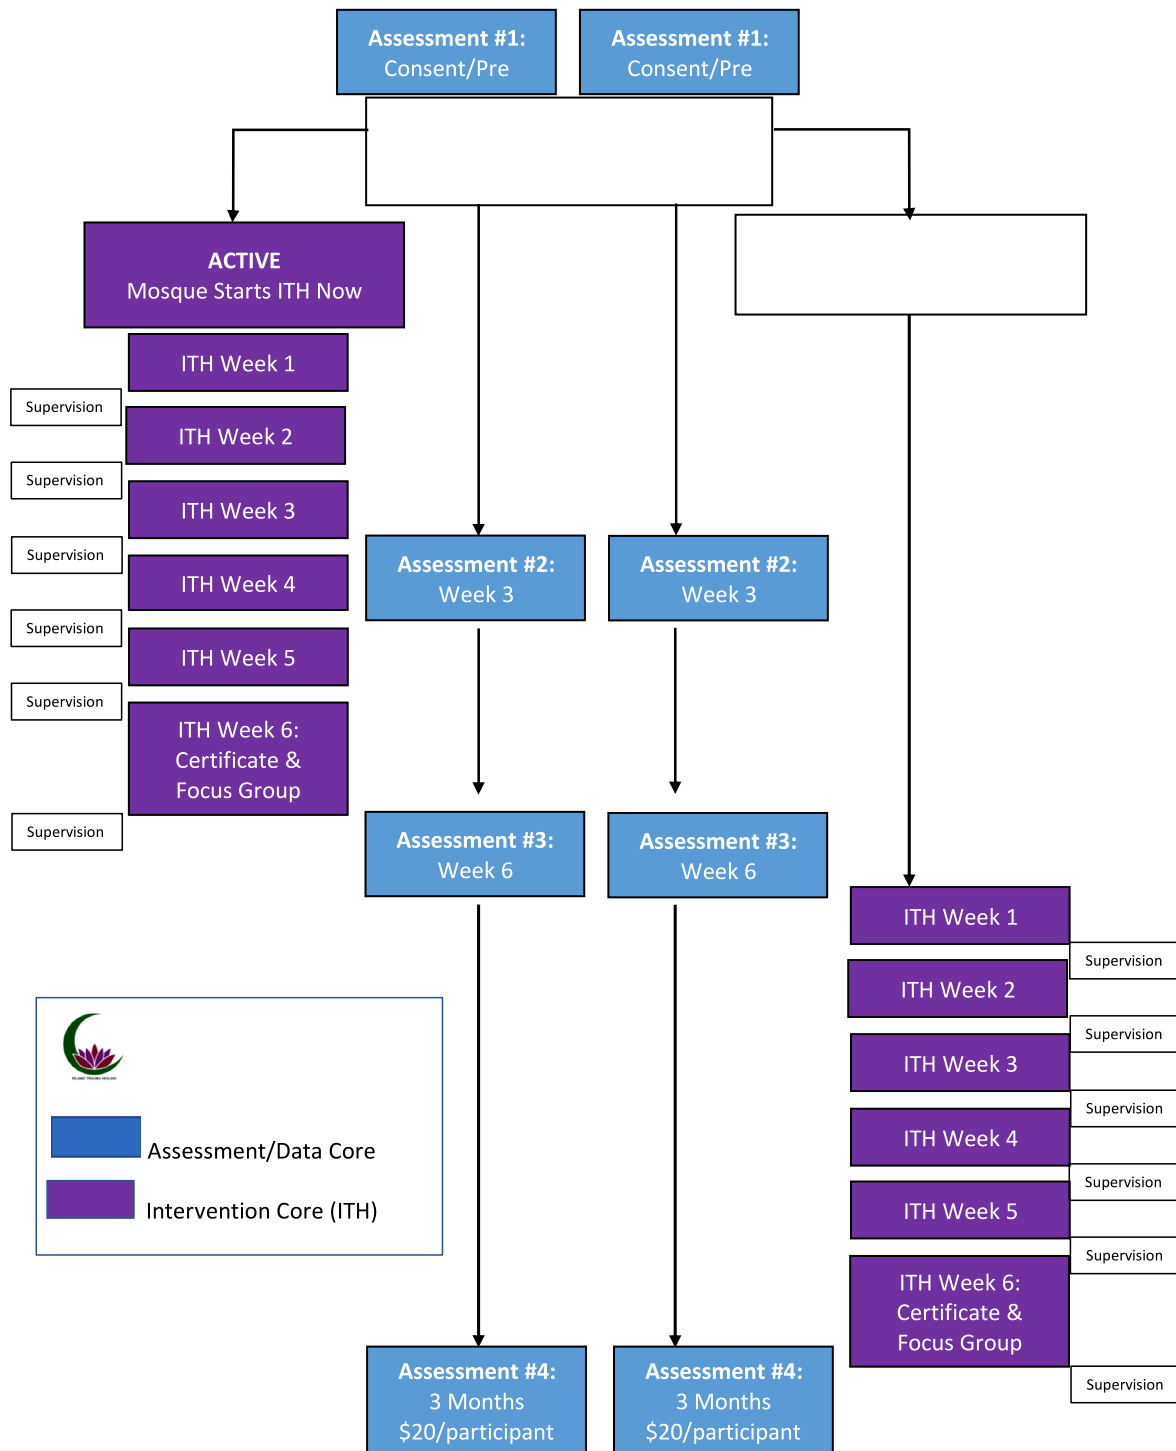 Assessment #1:
Consent/Pre
Assessment #1:
Consent/Pre
ACTIVE
Mosque Starts ITH Now
ITH Week 1
Supervision
ITH Week 2
Supervision
ITH Week 3
Supervision
ITH Week 4
Supervision
ITH Week 5
Supervision
ITH Week 6:
Certificate &
Focus Group
Supervision
Assessment #2:
Week 3
Assessment #2:
Week 3
Assessment #3:
Week 6
Assessment #3:
Week 6
ITH Week 1
Supervision
ITH Week 2
Supervision
ITH Week 3
Supervision
ITH Week 4
Supervision
ITH Week 5
Supervision
ITH Week 6:
Certificate &
Focus Group
Supervision
ISLAMIC TRAUMA HEALING
Assessment/Data Core
Intervention Core (ITH)
Assessment #4:
3 Months
$20/participant
Assessment #4:
3 Months
$20/participant